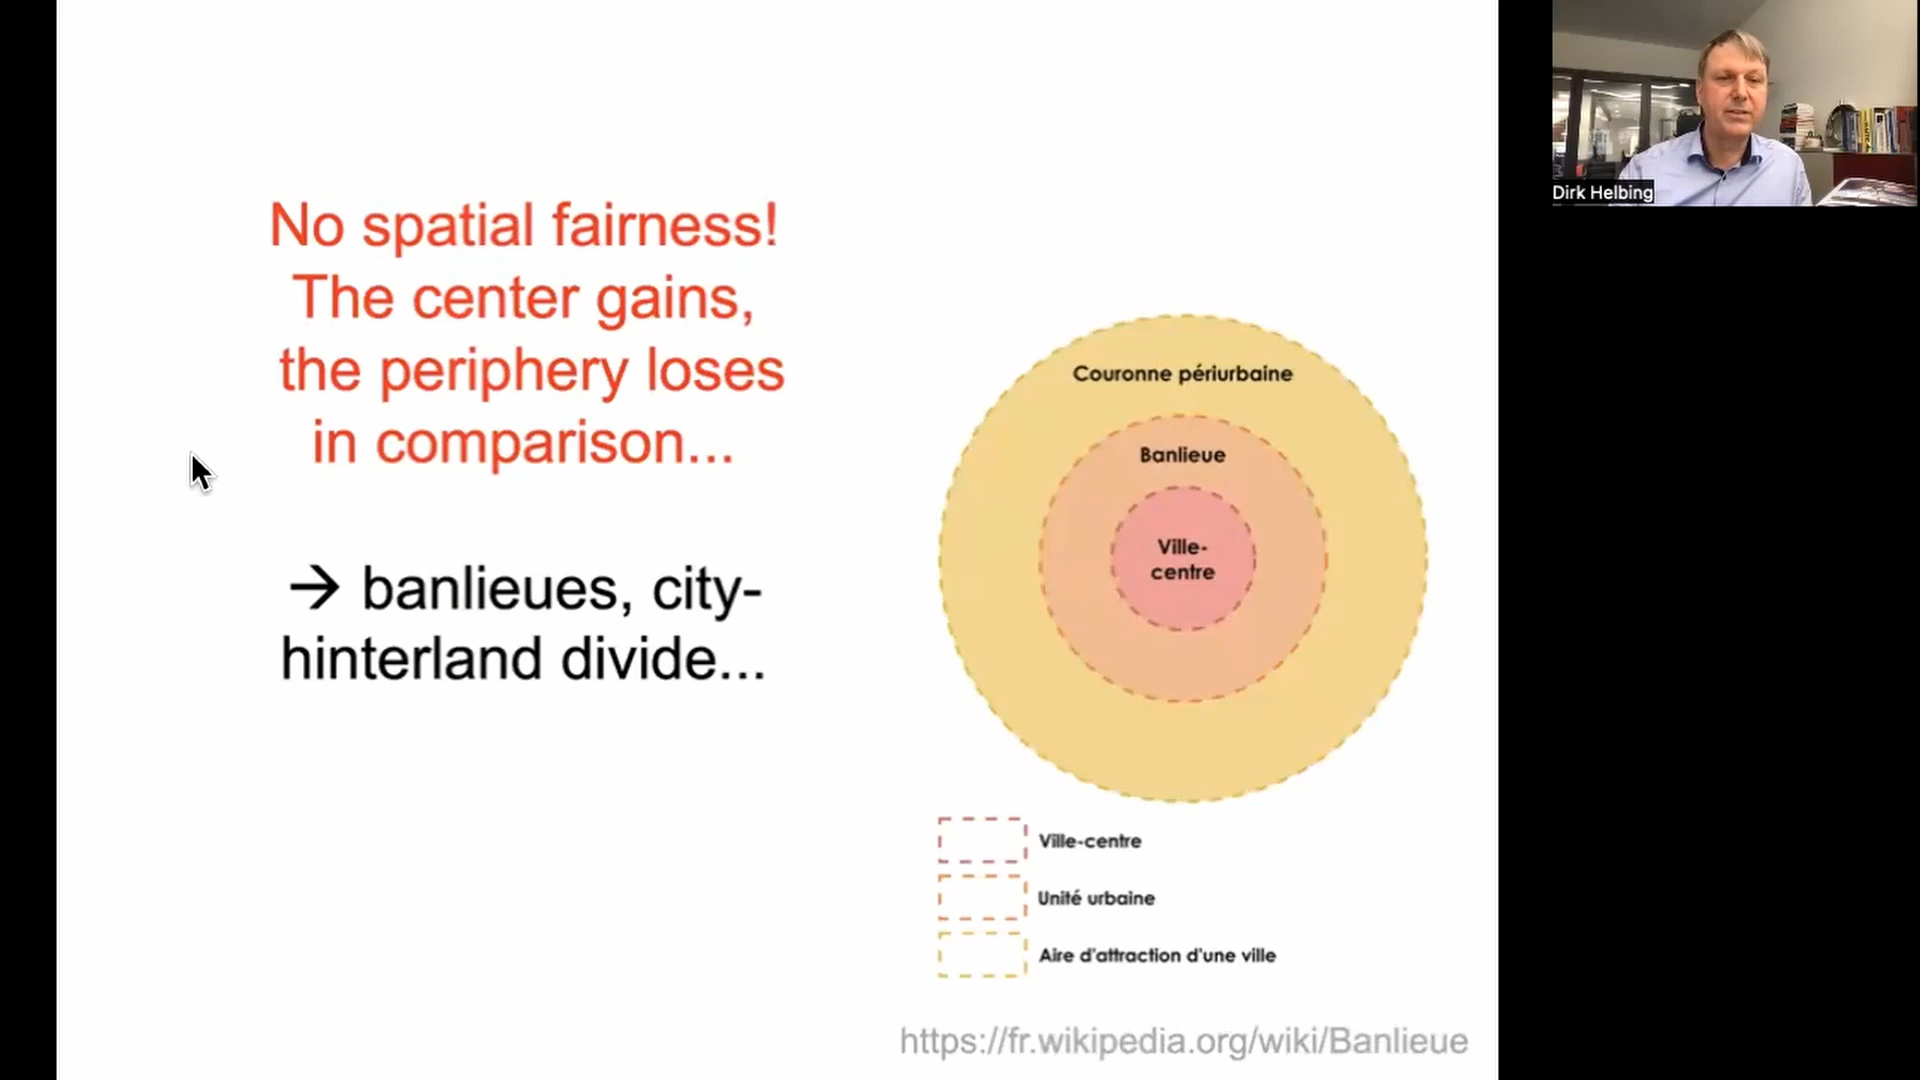 No spatial fairness!
The center gains,
the periphery loses
in comparison...
→ banlieues, city-
hinterland divide...
Couronne périurbaine
Banlieue
Ville-
centre
Ville-centre
Unité urbaine
Aire d'attraction d'une ville
https://fr.wikipedia.org/wiki/Banlieue
Dirk Helbing